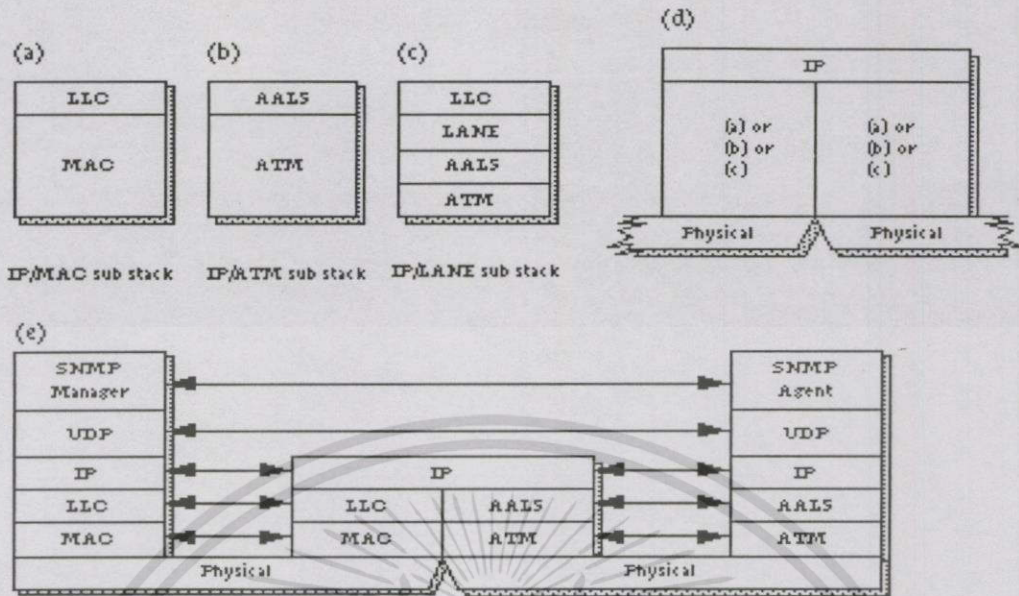 (a)
LLC
MAC
IP/MAC sub stack
(b)
AAL5
ATM
IP/ATM sub stack
(c)
LLC
LANE
AAL5
ATM
IP/LANE sub stack
(d)
IP
(a) or
(b) or
(c)
(a) or
(b) or
(c)
Physical
Physical
(e)
SNMP
Manager
UDP
IP
LLC
MAC
IP
LLC
AAL5
MAC
ATM
SNMP
Agent
UDP
IP
AAL5
ATM
Physical
Physical